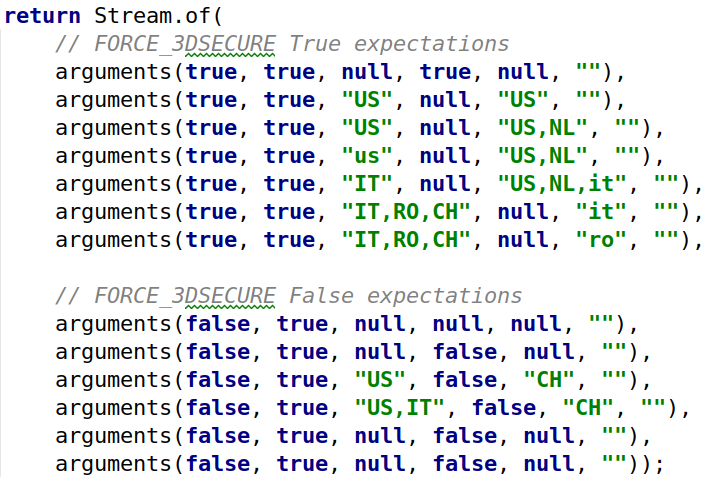 return Stream.of(
    // FORCE_3DSECURE True expectations
    arguments(true, true, null, true, null, ""),
    arguments(true, true, "US", null, "US", ""),
    arguments(true, true, "US", null, "US,NL", ""),
    arguments(true, true, "us", null, "US,NL", ""),
    arguments(true, true, "IT", null, "US,NL,it", ""),
    arguments(true, true, "IT,RO,CH", null, "it", ""),
    arguments(true, true, "IT,RO,CH", null, "ro", ""),

    // FORCE_3DSECURE False expectations
    arguments(false, true, null, null, null, ""),
    arguments(false, true, null, false, null, ""),
    arguments(false, true, "US", false, "CH", ""),
    arguments(false, true, "US,IT", false, "CH", ""),
    arguments(false, true, null, false, null, ""),
    arguments(false, true, null, false, null, ""));